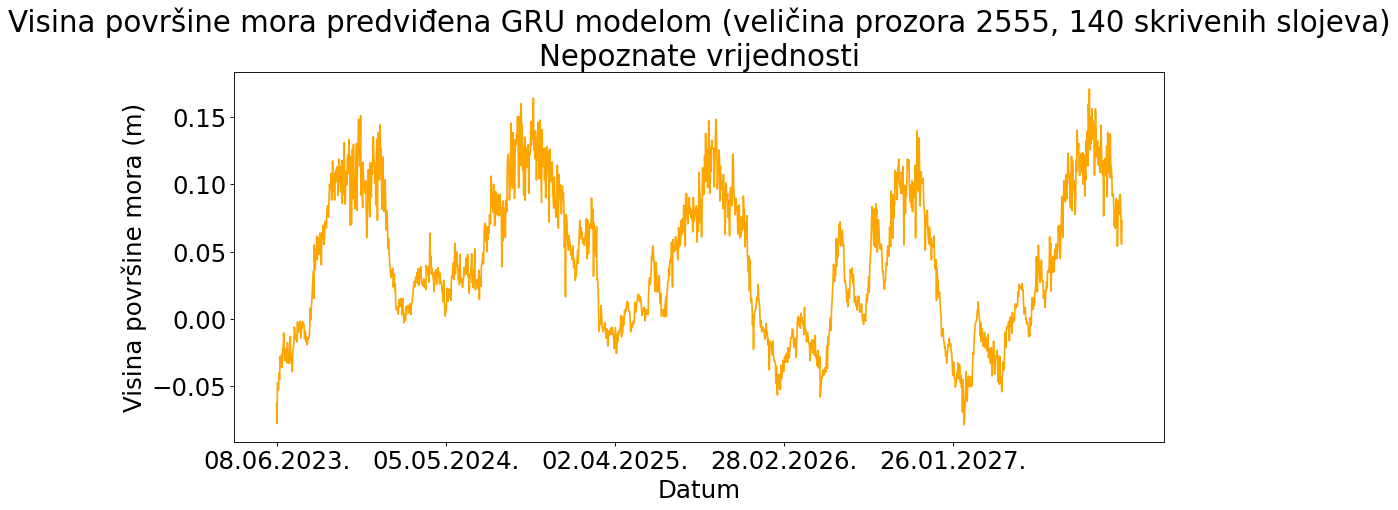 Visina površine mora predviđena GRU modelom (veličina prozora 2555, 140 skrivenih slojeva)
Nepoznate vrijednosti
Visina površine mora (m)
0.15
0.10
0.05
0.00
−0.05
08.06.2023. 05.05.2024. 02.04.2025. 28.02.2026. 26.01.2027.
Datum